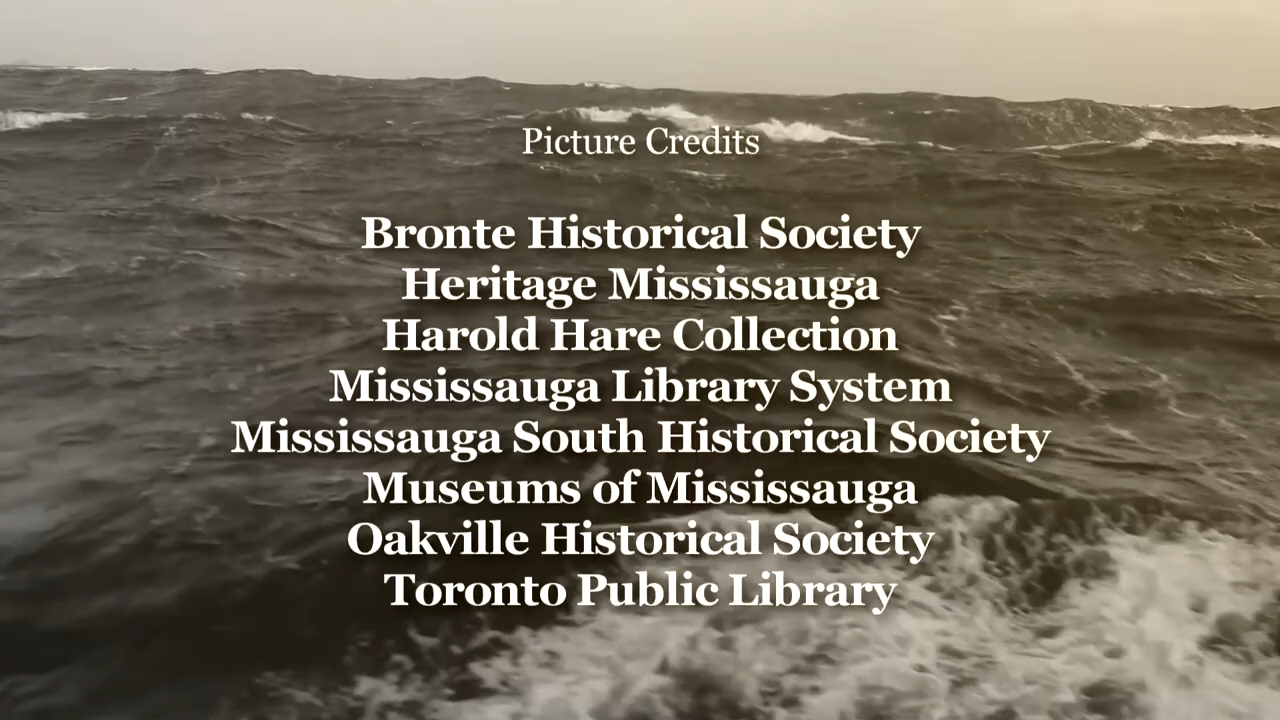 Picture Credits
Bronte Historical Society
Heritage Mississauga
Harold Hare Collection
Mississauga Library System
Mississauga South Historical Society
Museums of Mississauga
Oakville Historical Society
Toronto Public Library